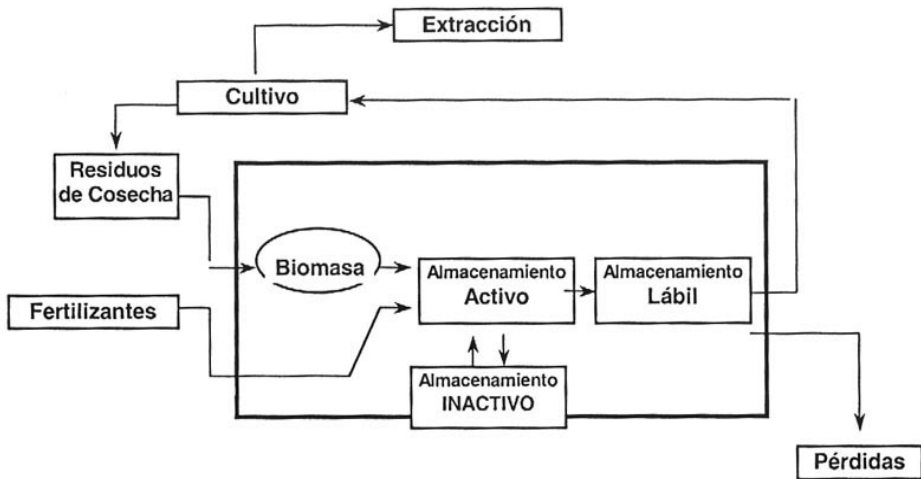 Extracción
Cultivo
Residuos
de Cosecha
Biomasa
Almacenamiento
Activo
Almacenamiento
Lábil
Fertilizantes
Almacenamiento
INACTIVO
Pérdidas